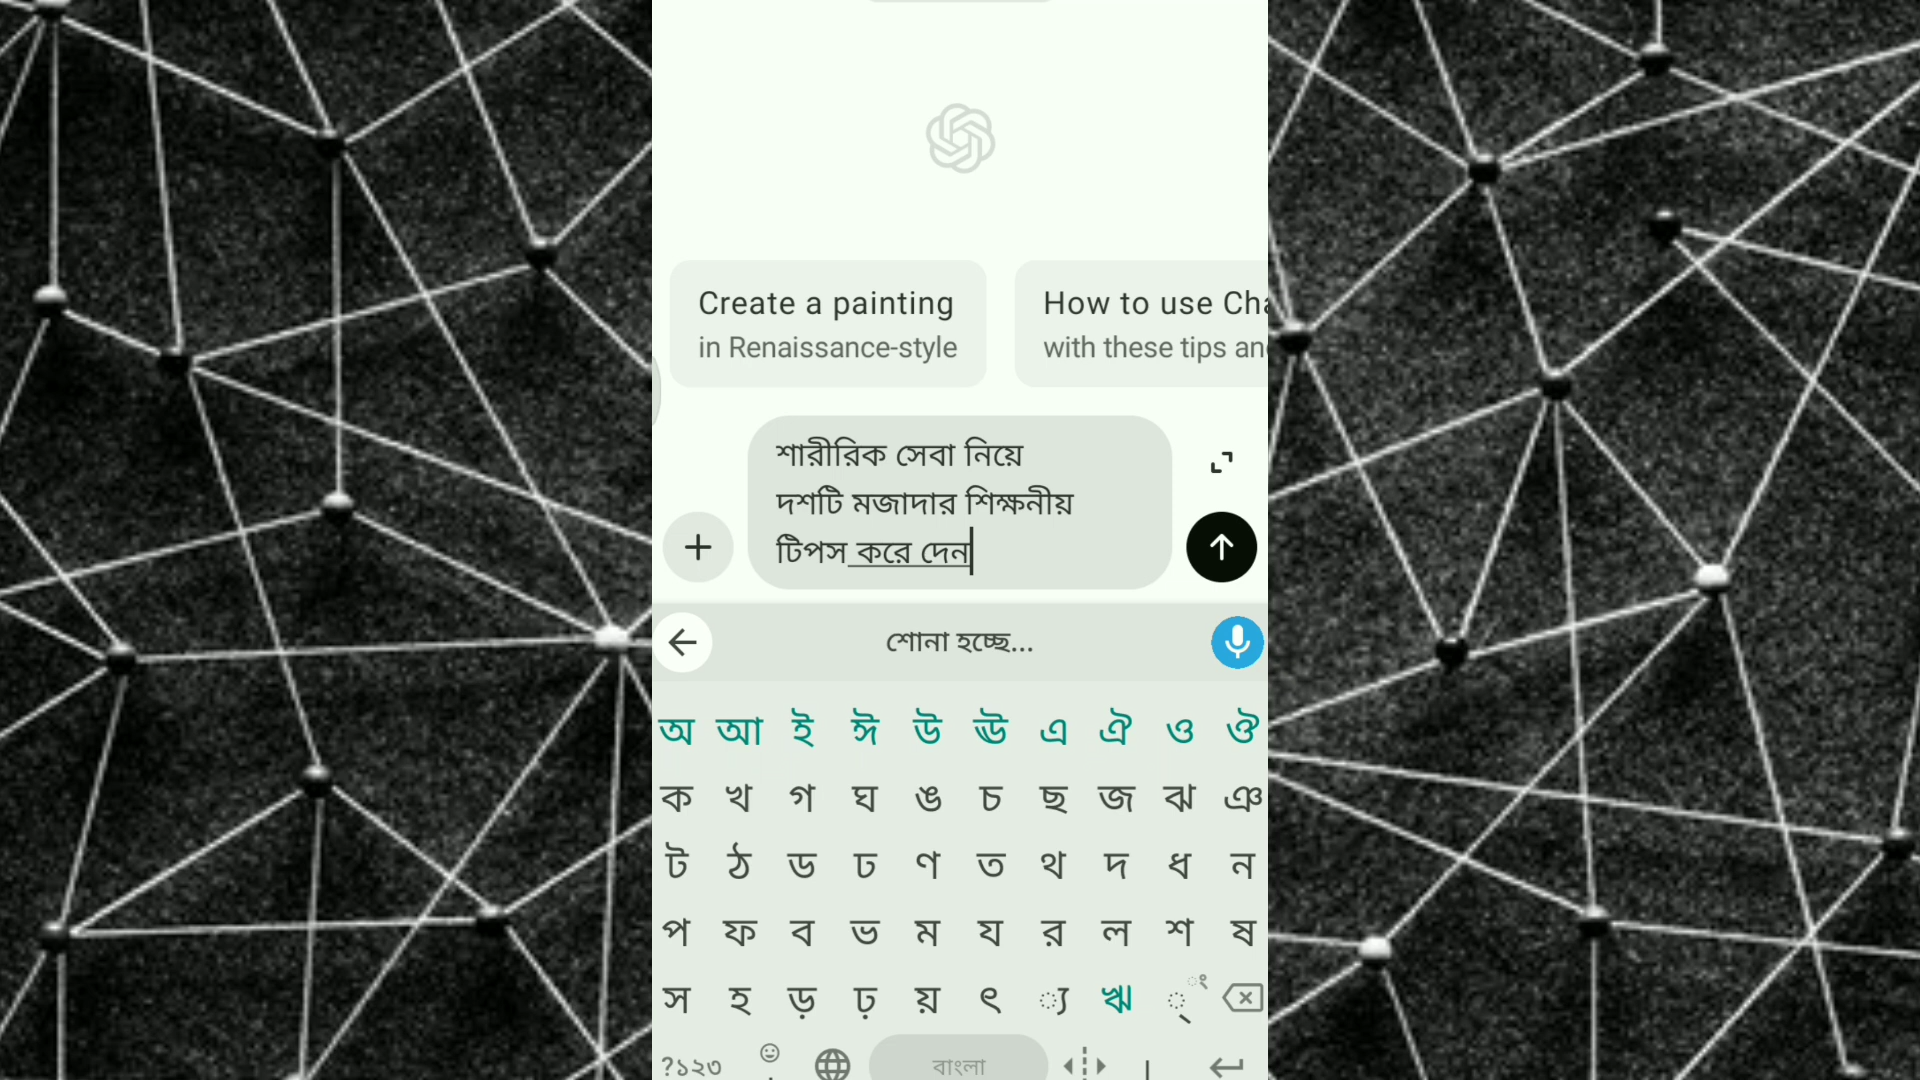 Create a painting
in Renaissance-style
How to use Cha
with these tips and
শারীরিক সেবা নিয়ে
দশটি মজাদার শিক্ষনীয়
টিপস করে দেন
শোনা হচ্ছে...
অ আ ই ঈ উ ঊ এ ঐ ও ঔ
ক খ গ ঘ ঙ চ ছ জ ঝ ঞ
ট ঠ ড ঢ ণ ত থ দ ধ ন
প ফ ব ভ ম য র ল শ ষ
স হ ড় ঢ় য় ৎ ্য ঋ ্ ং
?১২৩ বাংলা ।